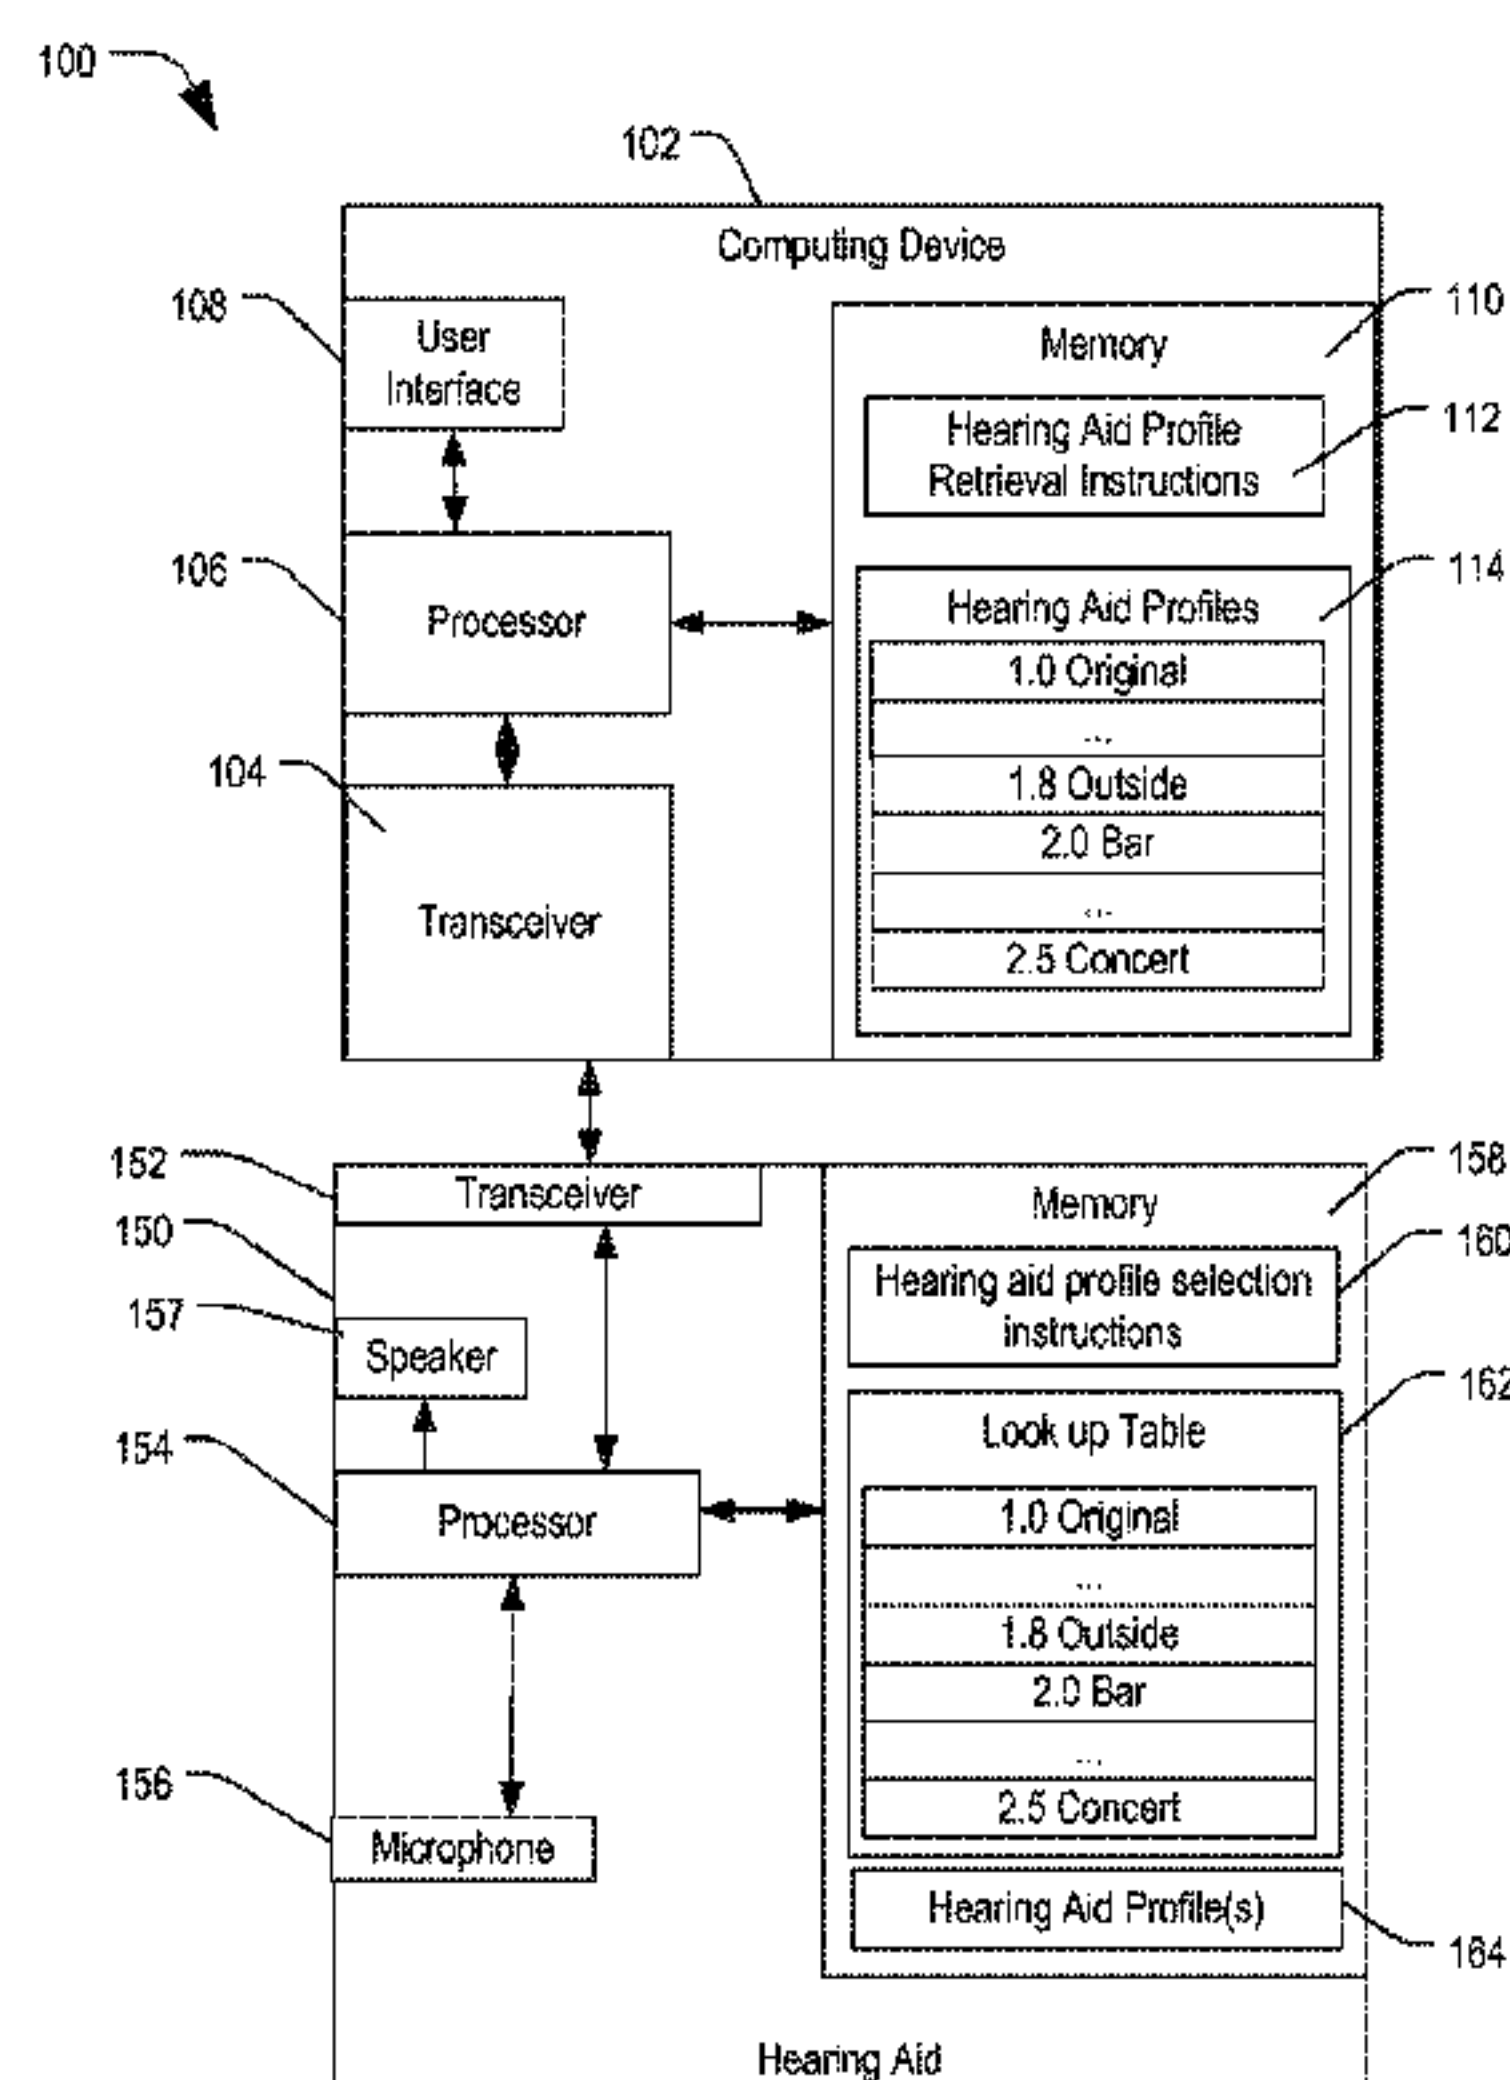 100
102
Computing Device
108
User
Interface
110
Memory
112
Hearing Aid Profile
Retrieval Instructions
106
Processor
114
Hearing Aid Profiles
1.0 Original
...
1.8 Outside
2.0 Bar
...
2.5 Concert
104
Transceiver
152
Transceiver
150
157
Speaker
154
Processor
156
Microphone
158
Memory
160
Hearing aid profile selection
instructions
162
Look up Table
1.0 Original
...
1.8 Outside
2.0 Bar
...
2.5 Concert
Hearing Aid Profile(s)
164
Hearing Aid